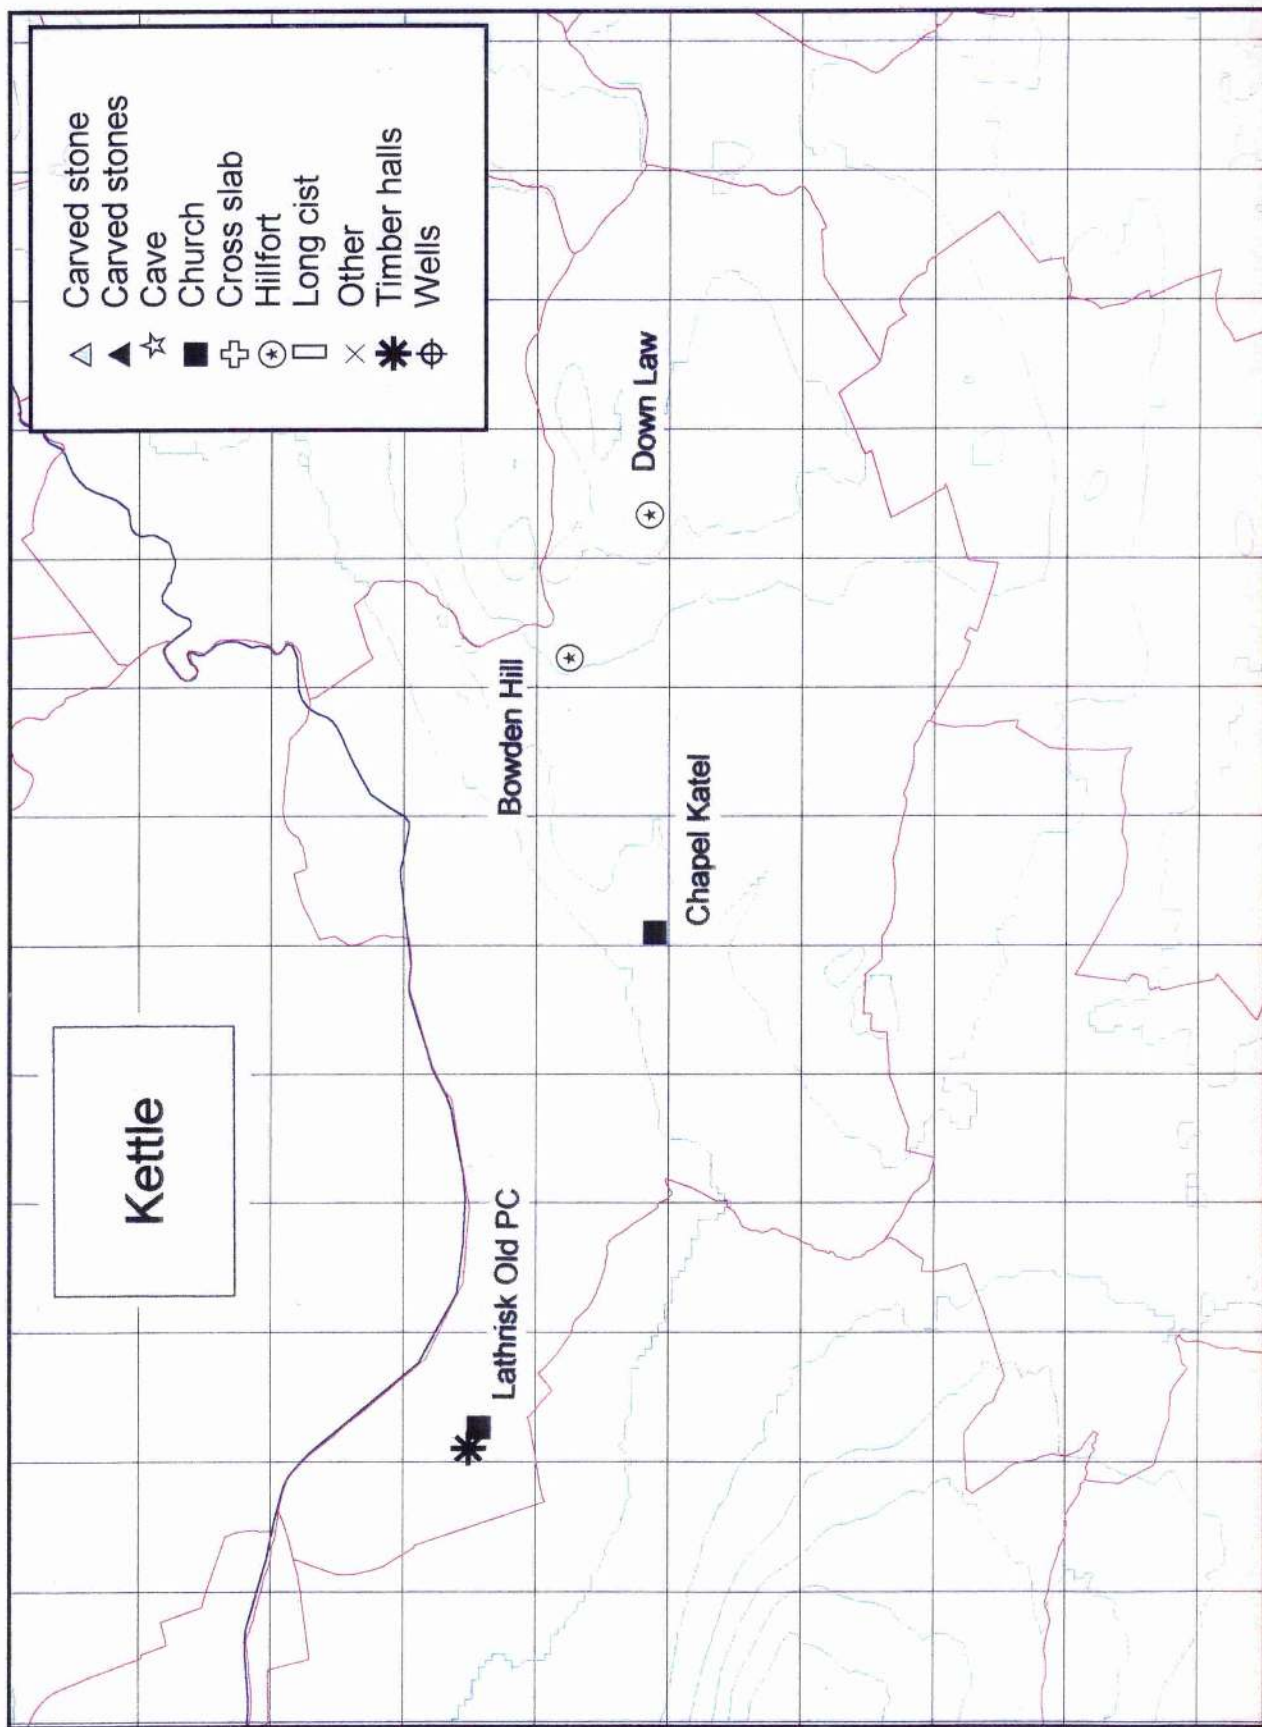 Kettle
Carved stone
Carved stones
Cave
Church
Cross slab
Hillfort
Long cist
Other
Timber halls
Wells
Lathrisk Old PC
Bowden Hill
Down Law
Chapel Katel